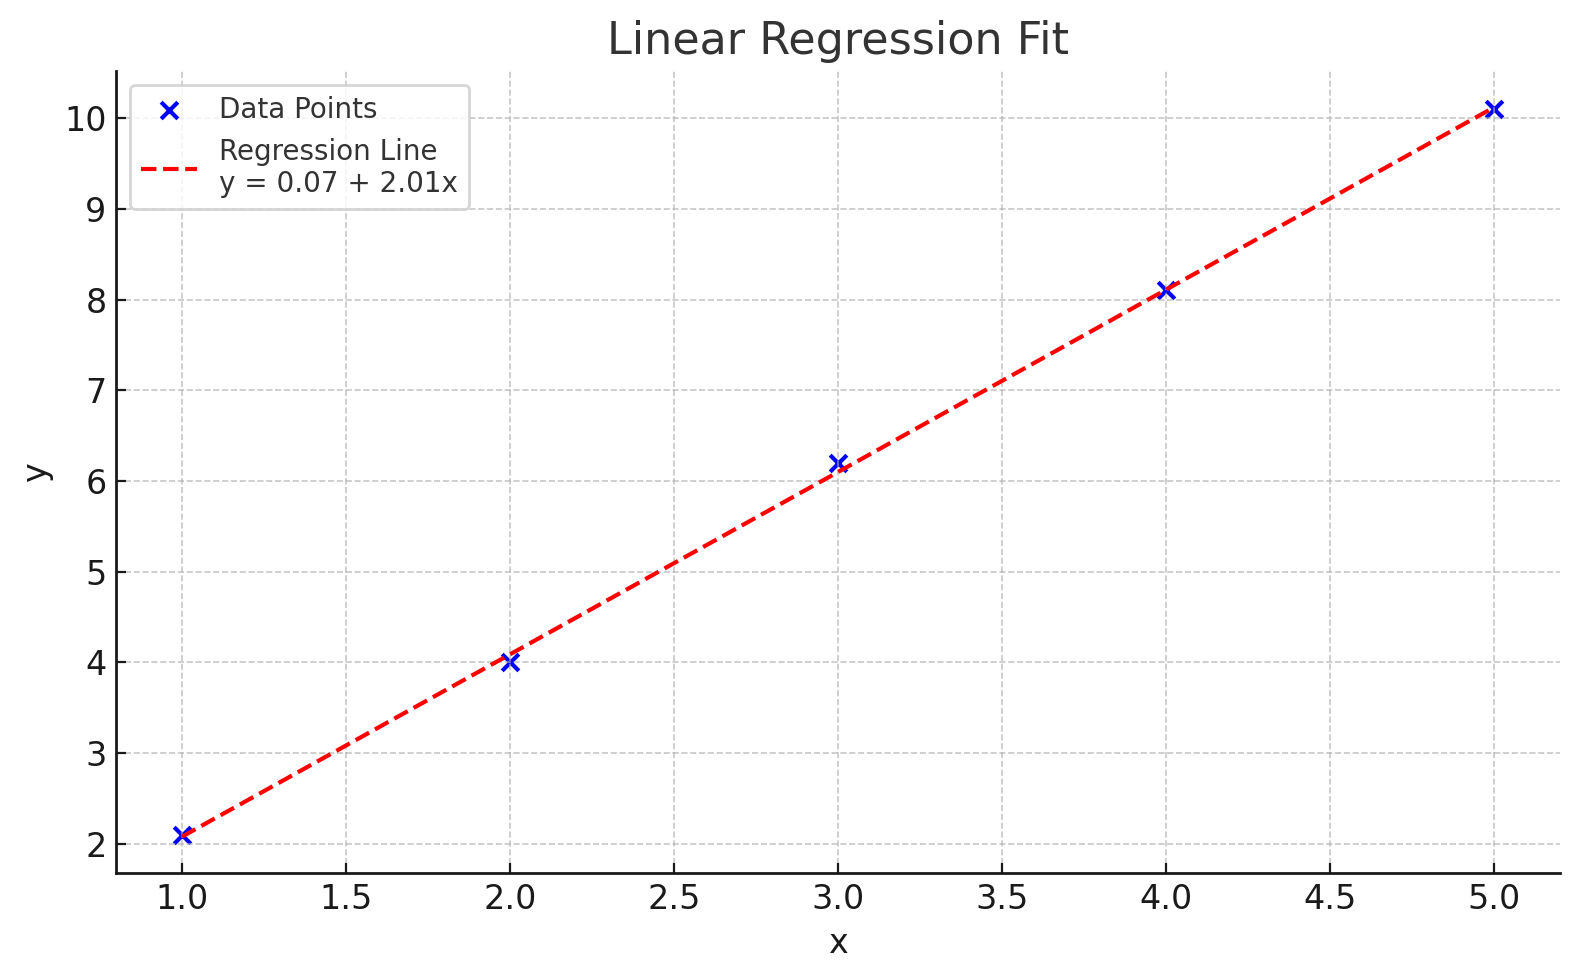 Linear Regression Fit
Data Points
Regression Line
y = 0.07 + 2.01x
10
9
8
7
6
5
4
3
2
y
1.0 1.5 2.0 2.5 3.0 3.5 4.0 4.5 5.0
x